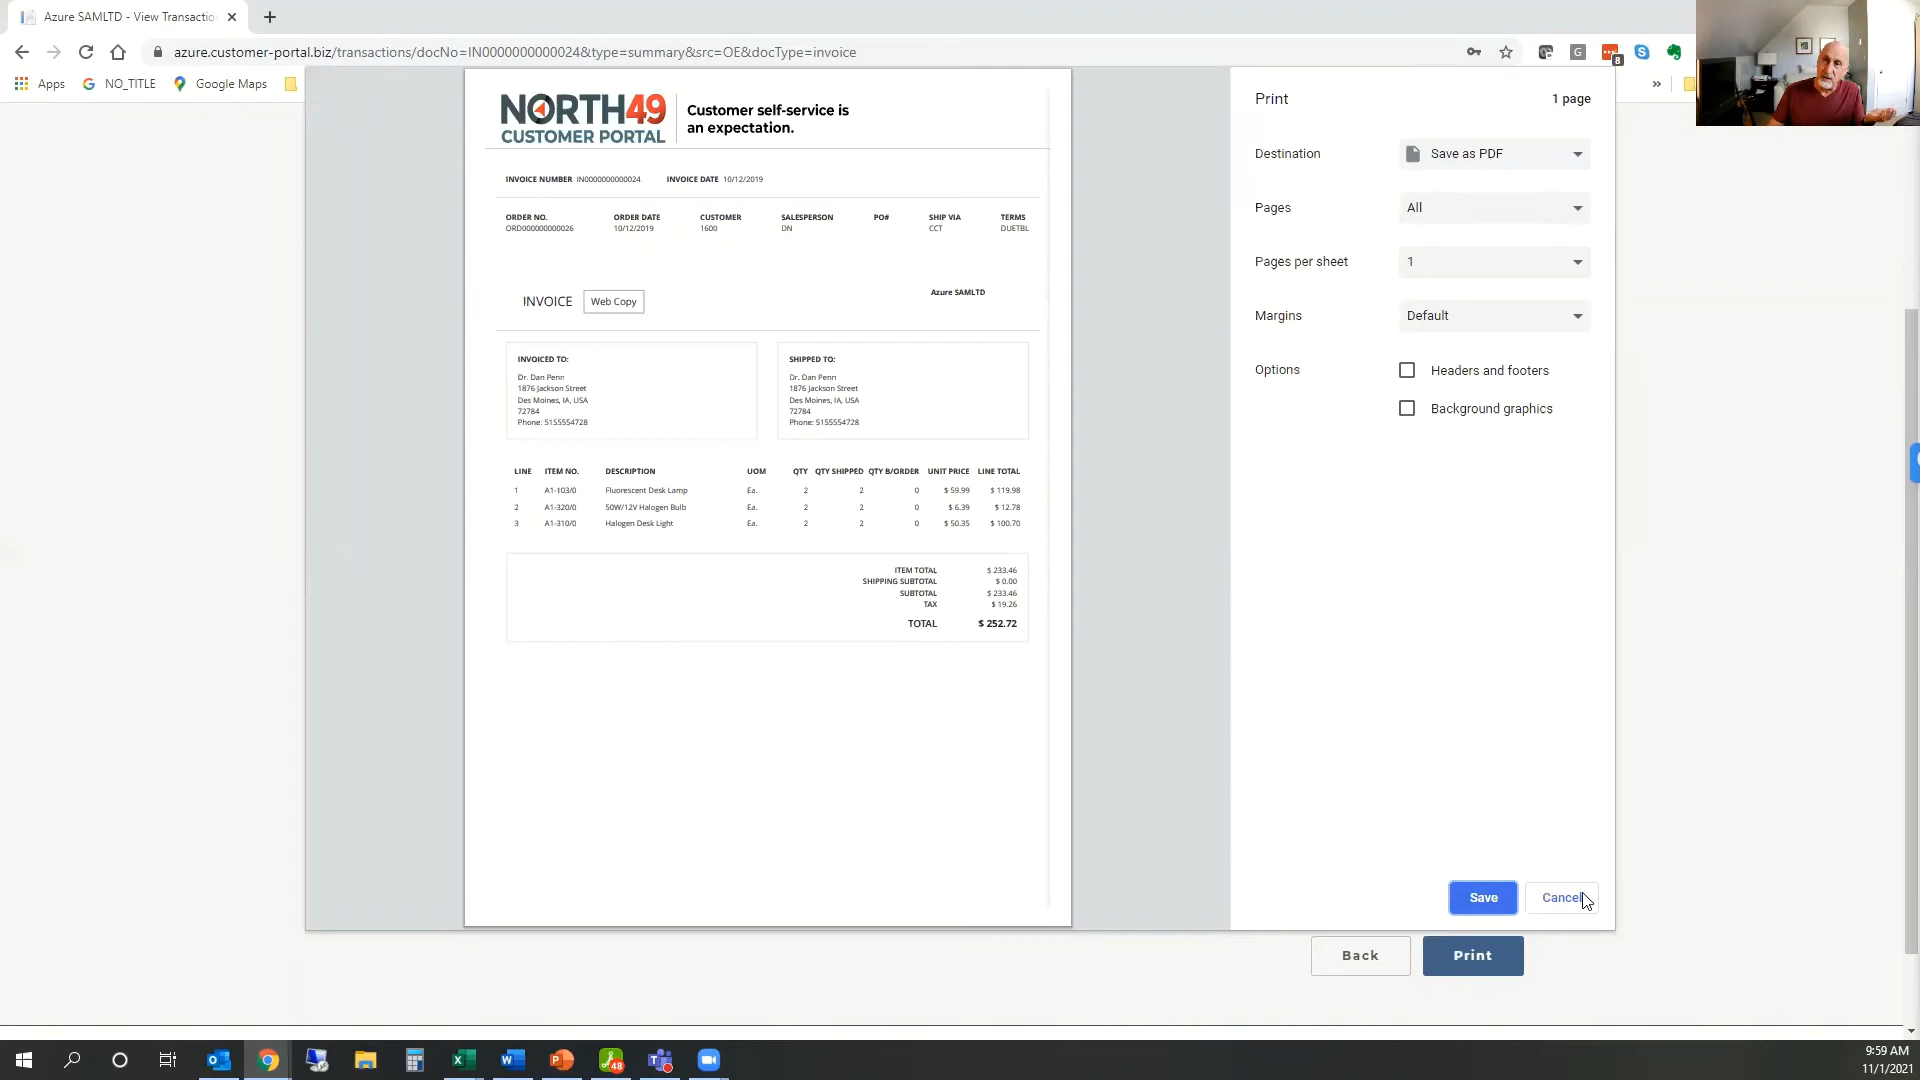 Azure SAMLTD - View Transactio
azure.customer-portal.biz/transactions/docNo=IN0000000000024&type=summary&src=OE&docType=invoice
G
8
S
Apps
NO_TITLE
Google Maps
»
NORTH49
CUSTOMER PORTAL
Customer self-service is
an expectation.
INVOICE NUMBER IN0000000000024 INVOICE DATE 10/12/2019
ORDER NO. ORDER DATE CUSTOMER SALESPERSON PO# SHIP VIA TERMS
ORD000000000026 10/12/2019 1600 DN CCT DUETBL
Azure SAMLTD
INVOICE Web Copy
INVOICED TO:
Dr. Dan Penn
1876 Jackson Street
Des Moines, IA, USA
72784
Phone: 5155554728
SHIPPED TO:
Dr. Dan Penn
1876 Jackson Street
Des Moines, IA, USA
72784
Phone: 5155554728
LINE ITEM NO. DESCRIPTION UOM QTY QTY SHIPPED QTY B/ORDER UNIT PRICE LINE TOTAL
1 A1-103/0 Fluorescent Desk Lamp Ea. 2 2 0 $ 59.99 $ 119.98
2 A1-320/0 50W/12V Halogen Bulb Ea. 2 2 0 $ 6.39 $ 12.78
3 A1-310/0 Halogen Desk Light Ea. 2 2 0 $ 50.35 $ 100.70
ITEM TOTAL $ 233.46
SHIPPING SUBTOTAL $ 0.00
SUBTOTAL $ 233.46
TAX $ 19.26
TOTAL $ 252.72
Print 1 page
Destination Save as PDF
Pages All
Pages per sheet 1
Margins Default
Options Headers and footers
Background graphics
Save Cancel
Back Print
48
9:59 AM
11/1/2021